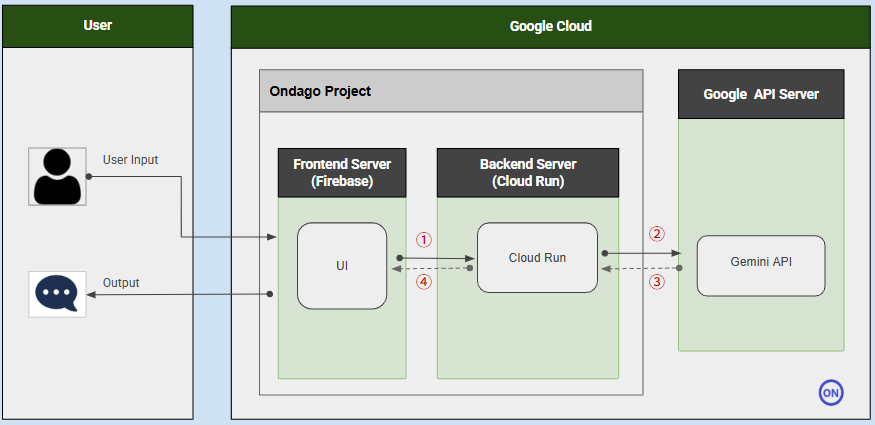 User
Google Cloud
Ondago Project
Google API Server
Frontend Server
(Firebase)
Backend Server
(Cloud Run)
User Input
①
②
UI
Cloud Run
Gemini API
④
③
Output
ON